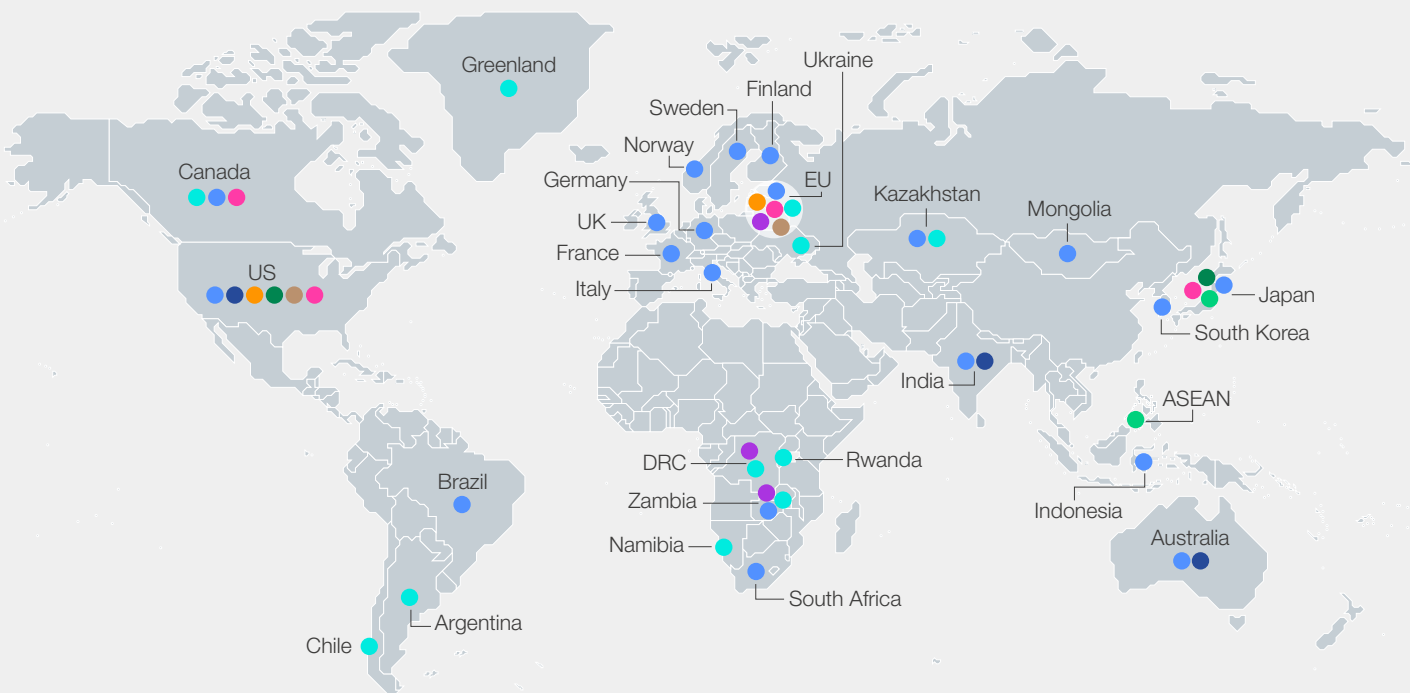 Ukraine
Greenland
Finland
Sweden
Norway
Canada
Germany
EU
Kazakhstan
Mongolia
UK
France
US
Italy
Japan
South Korea
India
ASEAN
DRC
Rwanda
Brazil
Zambia
Indonesia
Namibia
Australia
South Africa
Argentina
Chile